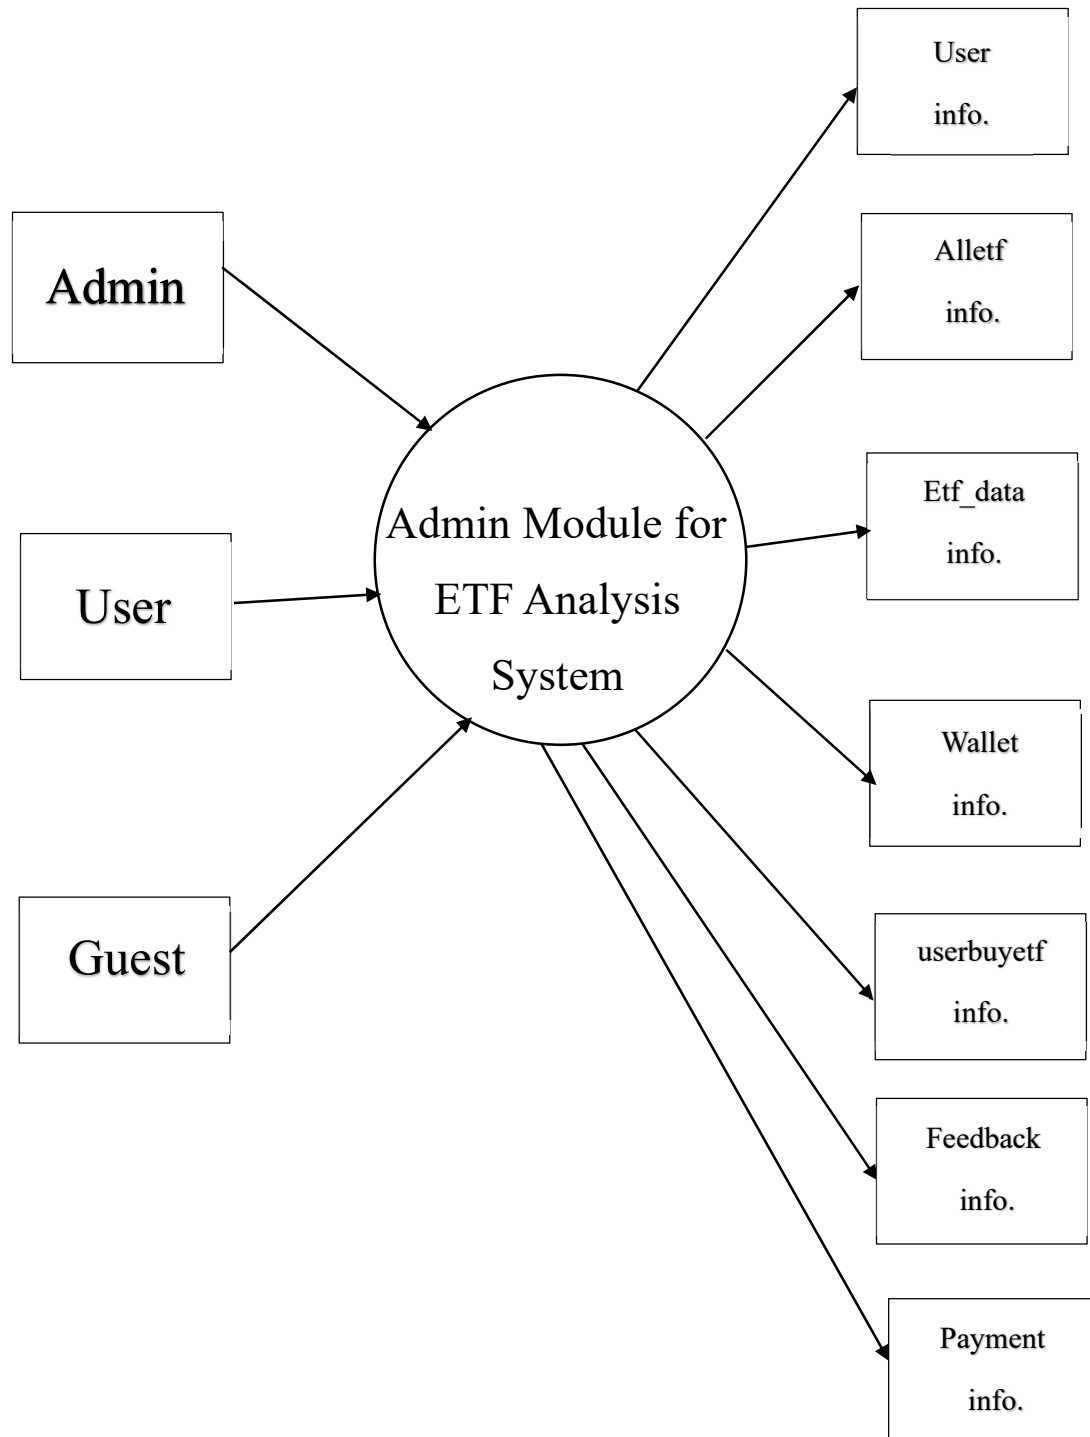 User
info.
Admin
Alletf
info.
Admin Module for
ETF Analysis
System
Etf_data
info.
User
Wallet
info.
Guest
userbuyetf
info.
Feedback
info.
Payment
info.